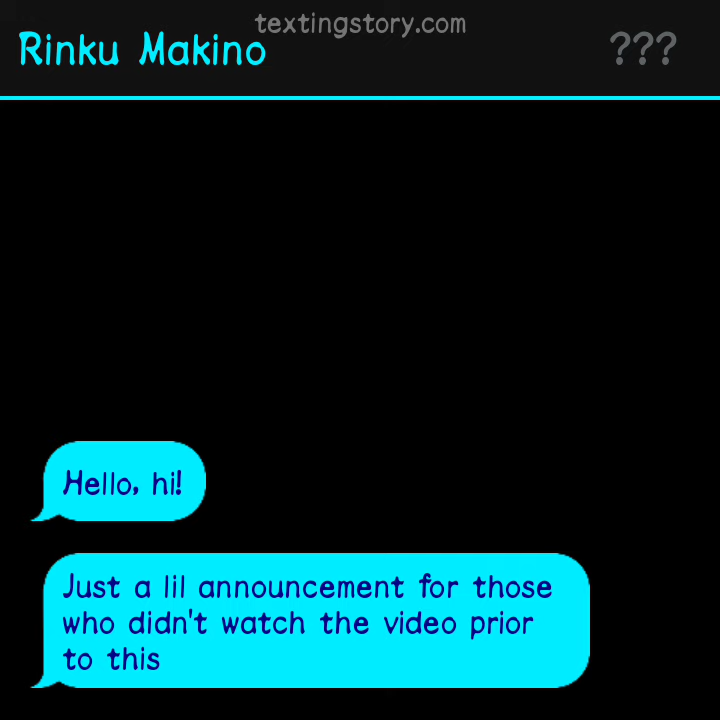 textingstory.com
Rinku Makino
???
Hello, hi!
Just a lil announcement for those
who didn't watch the video prior
to this